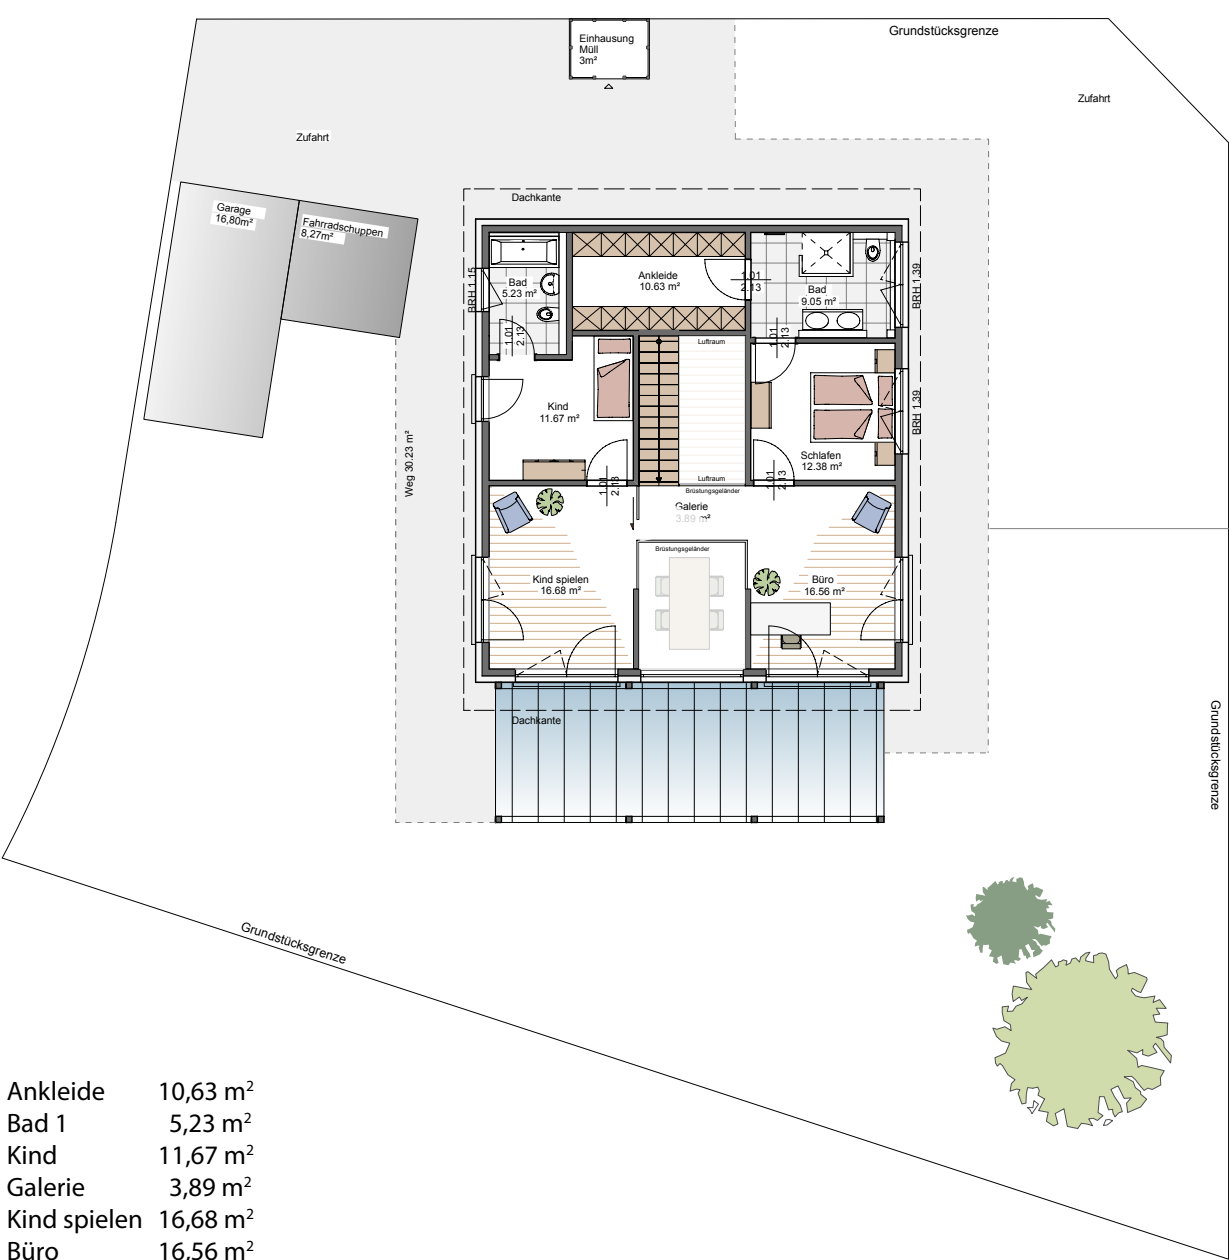 Grundstücksgrenze
Einhausung
Müll
3m²
Zufahrt
Zufahrt
Dachkante
Garage
16,80m²
Fahrradschuppen
8,27m²
BRH 1.15
Bad
5.23 m²
1.01
2.13
Ankleide
10.63 m²
1.01
2.13
Bad
9.05 m²
1.01
2.13
BRH 1.39
Luftraum
Kind
11.67 m²
1.01
2.13
Weg 30.23 m²
Schlafen
12.38 m²
1.01
2.13
BRH 1.39
Luftraum
Brüstungsgeländer
Galerie
3.89 m²
Brüstungsgeländer
Kind spielen
16.68 m²
Büro
16.56 m²
Dachkante
Grundstücksgrenze
Grundstücksgrenze
Ankleide 10,63 m²
Bad 1 5,23 m²
Kind 11,67 m²
Galerie 3,89 m²
Kind spielen 16,68 m²
Büro 16,56 m²